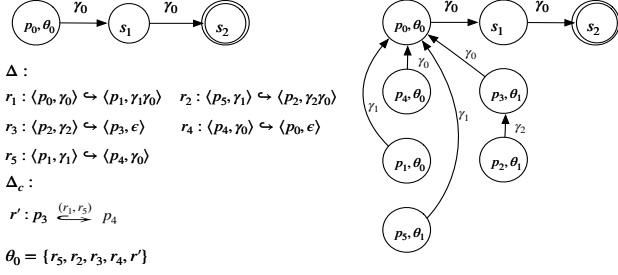 γ₀ γ₀
p₀, θ₀ s₁ s₂
Δ :
r₁ : ⟨p₀, γ₀⟩ ↪ ⟨p₁, γ₁γ₀⟩ r₂ : ⟨p₅, γ₁⟩ ↪ ⟨p₂, γ₂γ₀⟩
r₃ : ⟨p₂, γ₂⟩ ↪ ⟨p₃, ϵ⟩ r₄ : ⟨p₄, γ₀⟩ ↪ ⟨p₀, ϵ⟩
r₅ : ⟨p₁, γ₁⟩ ↪ ⟨p₄, γ₀⟩
Δ_c :
r′ : p₃ ↪^(r₁, r₅) p₄
θ₀ = {r₅, r₂, r₃, r₄, r′}
γ₀ γ₀
p₀, θ₀ s₁ s₂
γ₀ γ₀
p₄, θ₀ p₃, θ₁
γ₁ γ₁ γ₂
p₁, θ₀ p₂, θ₁
p₅, θ₁